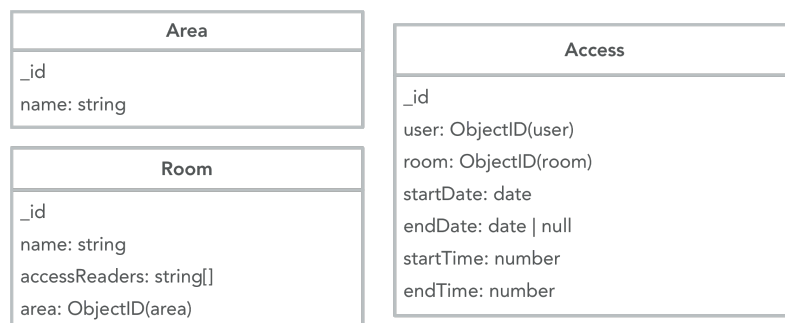 Area
_id
name: string
Room
_id
name: string
accessReaders: string[]
area: ObjectID(area)
Access
_id
user: ObjectID(user)
room: ObjectID(room)
startDate: date
endDate: date | null
startTime: number
endTime: number